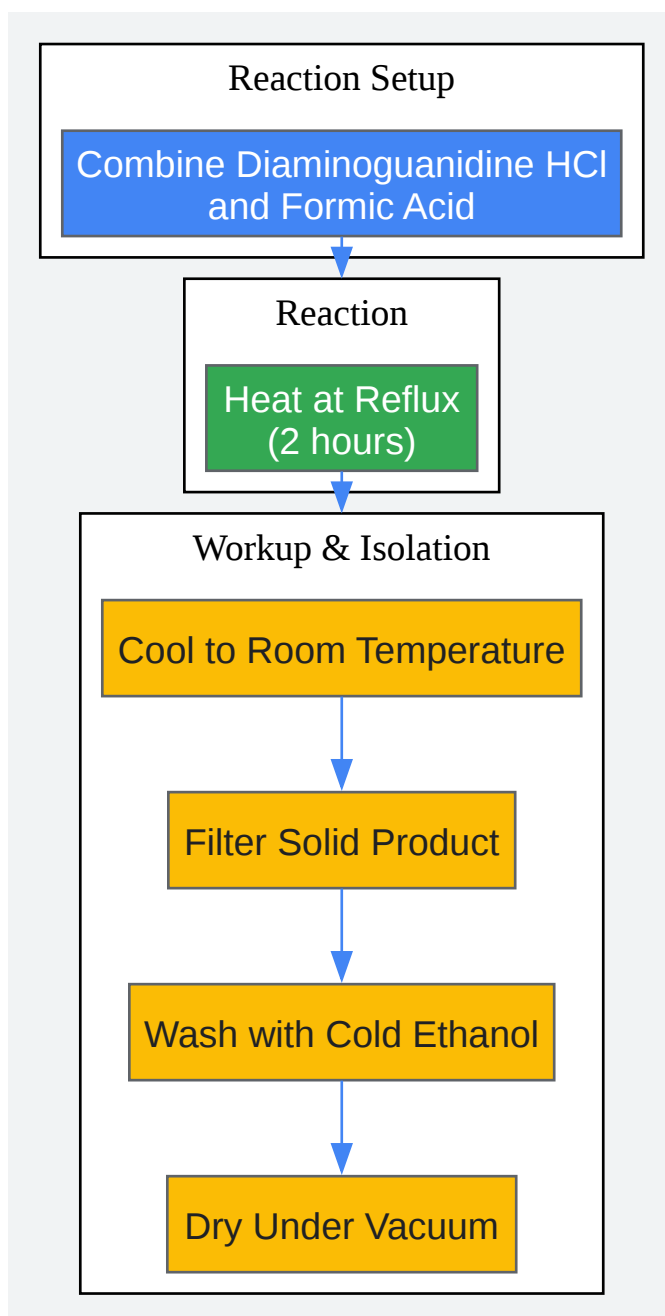 Reaction Setup
Combine Diaminoguanidine HCl
and Formic Acid
Reaction
Heat at Reflux
(2 hours)
Workup & Isolation
Cool to Room Temperature
Filter Solid Product
Wash with Cold Ethanol
Dry Under Vacuum